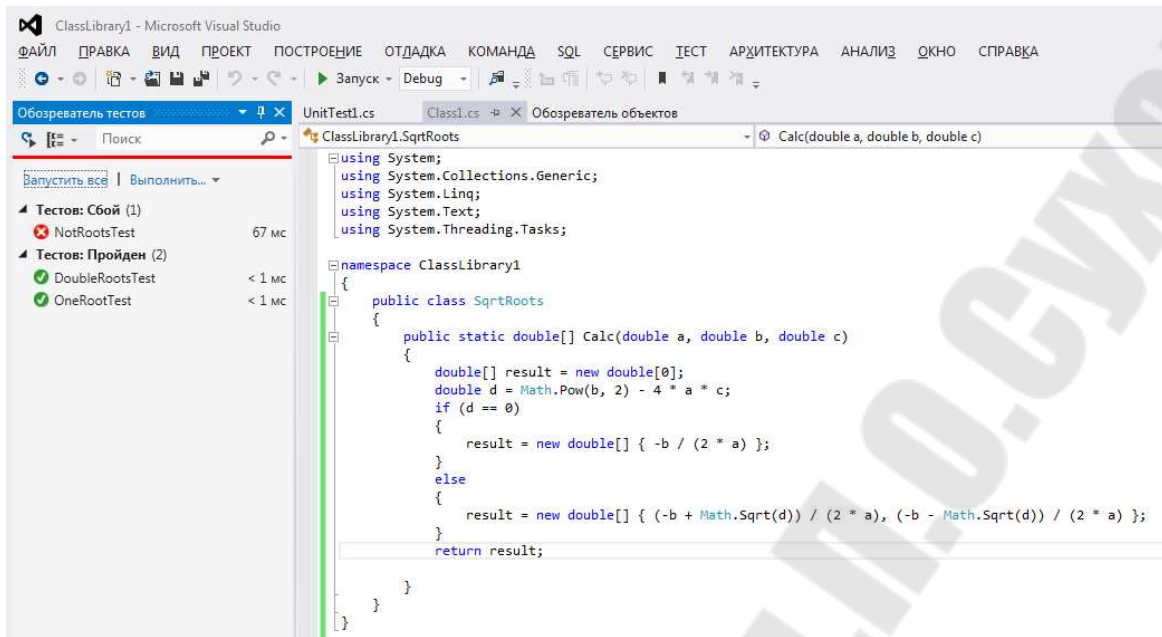 ClassLibrary1 - Microsoft Visual Studio
ФАЙЛ ПРАВКА ВИД ПРОЕКТ ПОСТРОЕНИЕ ОТЛАДКА КОМАНДА SQL СЕРВИС ТЕСТ АРХИТЕКТУРА АНАЛИЗ ОКНО СПРАВКА
Запуск Debug
Обозреватель тестов
Поиск
Запустить все | Выполнить...
Тестов: Сбой (1)
NotRootsTest 67 мс
Тестов: Пройден (2)
DoubleRootsTest < 1 мс
OneRootTest < 1 мс
UnitTest1.cs Class1.cs Обозреватель объектов
ClassLibrary1.SqrtRoots Calc(double a, double b, double c)
using System;
using System.Collections.Generic;
using System.Linq;
using System.Text;
using System.Threading.Tasks;
namespace ClassLibrary1
{
public class SqrtRoots
{
public static double[] Calc(double a, double b, double c)
{
double[] result = new double[0];
double d = Math.Pow(b, 2) - 4 * a * c;
if (d == 0)
{
result = new double[] { -b / (2 * a) };
}
else
{
result = new double[] { (-b + Math.Sqrt(d)) / (2 * a), (-b - Math.Sqrt(d)) / (2 * a) };
}
return result;
}
}
}